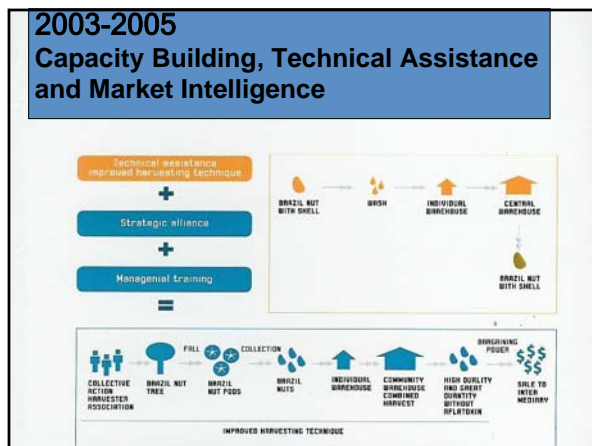 2003-2005
Capacity Building, Technical Assistance
and Market Intelligence
Technical assistance
improved harvesting technique
+
Strategic alliance
+
Managenial training
=
BRAZIL NUT
WITH SHELL
WASH
INDIVIDUAL
WAREHOUSE
CENTRAL
WAREHOUSE
BRAZIL NUT
WITH SHELL
COLLECTIVE
ACTION
HARVESTER
ASSOCIATION
BRAZIL NUT
TREE
FALL
BRAZIL
NUT PODS
COLLECTION
BRAZIL
NUTS
INDIVIDUAL
WAREHOUSE
COMMUNITY
WAREHOUSE
COMBINED
HARVEST
HIGH QUALITY
AND GREAT
QUANTITY
WITHOUT
AFLATOXIN
BARGAINING
POWER
$$$$$
SALE TO
INTER
MEDIARY
IMPROVED HARVESTING TECHNIQUE